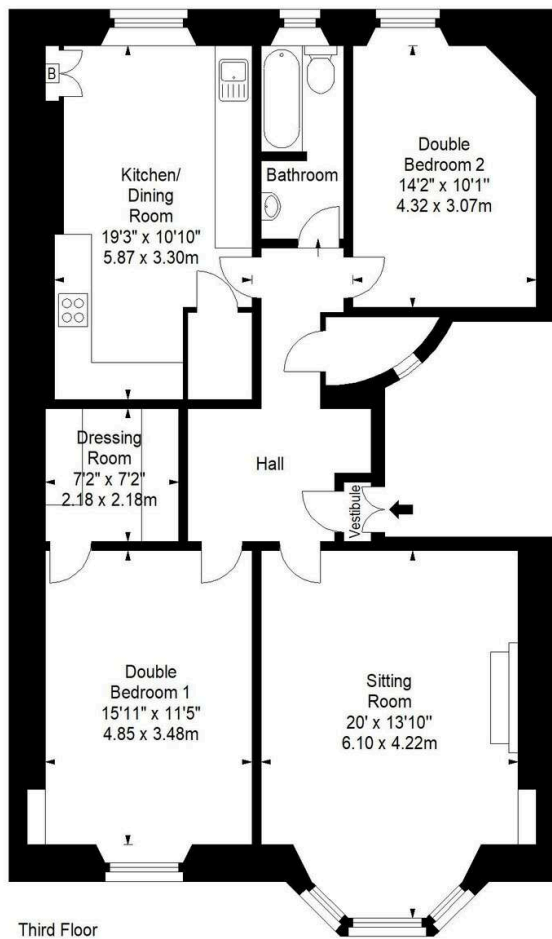 B
Kitchen/
Dining
Room
19'3" x 10'10"
5.87 x 3.30m
Bathroom
Double
Bedroom 2
14'2" x 10'1"
4.32 x 3.07m
Dressing
Room
7'2" x 7'2"
2.18 x 2.18m
Hall
Vestibule
Double
Bedroom 1
15'11" x 11'5"
4.85 x 3.48m
Sitting
Room
20' x 13'10"
6.10 x 4.22m
Third Floor